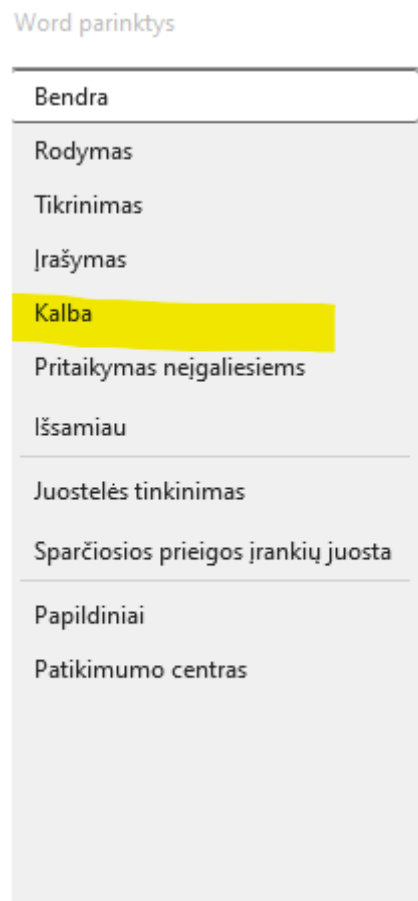 Word parinktys
Bendra
Rodymas
Tikrinimas
Įrašymas
Kalba
Pritaikymas neįgaliesiems
Išsamiau
Juostelės tinkinimas
Sparčiosios prieigos įrankių juosta
Papildiniai
Patikimumo centras